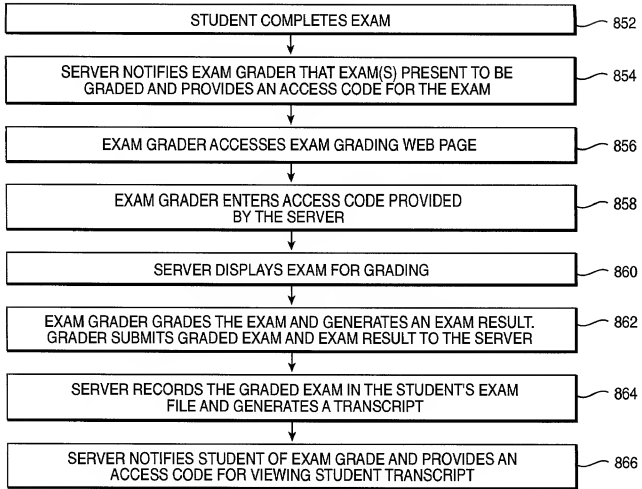 STUDENT COMPLETES EXAM
852
SERVER NOTIFIES EXAM GRADER THAT EXAM(S) PRESENT TO BE
GRADED AND PROVIDES AN ACCESS CODE FOR THE EXAM
854
EXAM GRADER ACCESSES EXAM GRADING WEB PAGE
856
EXAM GRADER ENTERS ACCESS CODE PROVIDED
BY THE SERVER
858
SERVER DISPLAYS EXAM FOR GRADING
860
EXAM GRADER GRADES THE EXAM AND GENERATES AN EXAM RESULT.
GRADER SUBMITS GRADED EXAM AND EXAM RESULT TO THE SERVER
862
SERVER RECORDS THE GRADED EXAM IN THE STUDENT'S EXAM
FILE AND GENERATES A TRANSCRIPT
864
SERVER NOTIFIES STUDENT OF EXAM GRADE AND PROVIDES AN
ACCESS CODE FOR VIEWING STUDENT TRANSCRIPT
866